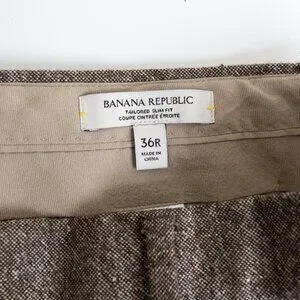 BANANA REPUBLIC
TAILORED SLIM FIT
COUPE CINTRÉE ÉTROITE
36R
MADE IN
CHINA